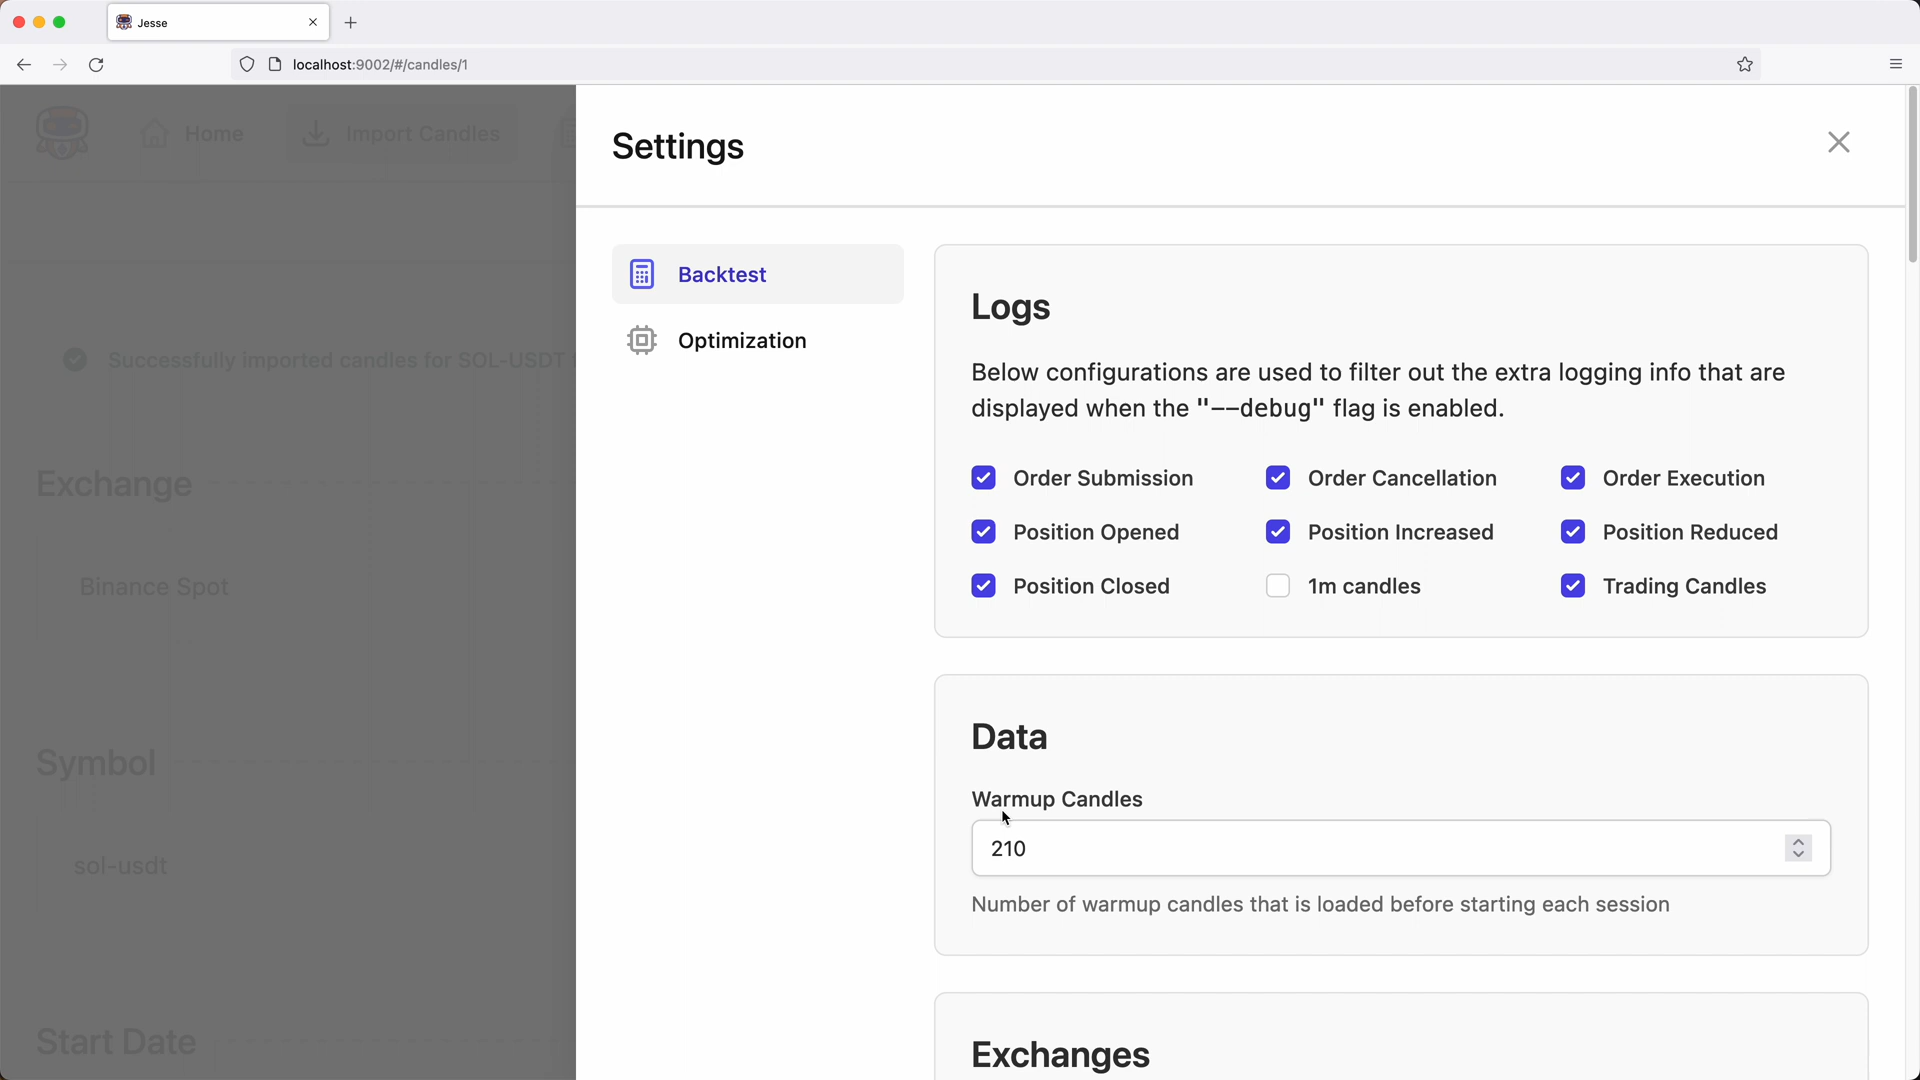 Jesse
localhost:9002/#/candles/1
Home
Import Candles
Settings
Backtest
Optimization
Successfully imported candles for SOL-USDT
Exchange
Binance Spot
Symbol
sol-usdt
Start Date
Logs
Below configurations are used to filter out the extra logging info that are
displayed when the "--debug" flag is enabled.
Order Submission
Order Cancellation
Order Execution
Position Opened
Position Increased
Position Reduced
Position Closed
1m candles
Trading Candles
Data
Warmup Candles
210
Number of warmup candles that is loaded before starting each session
Exchanges